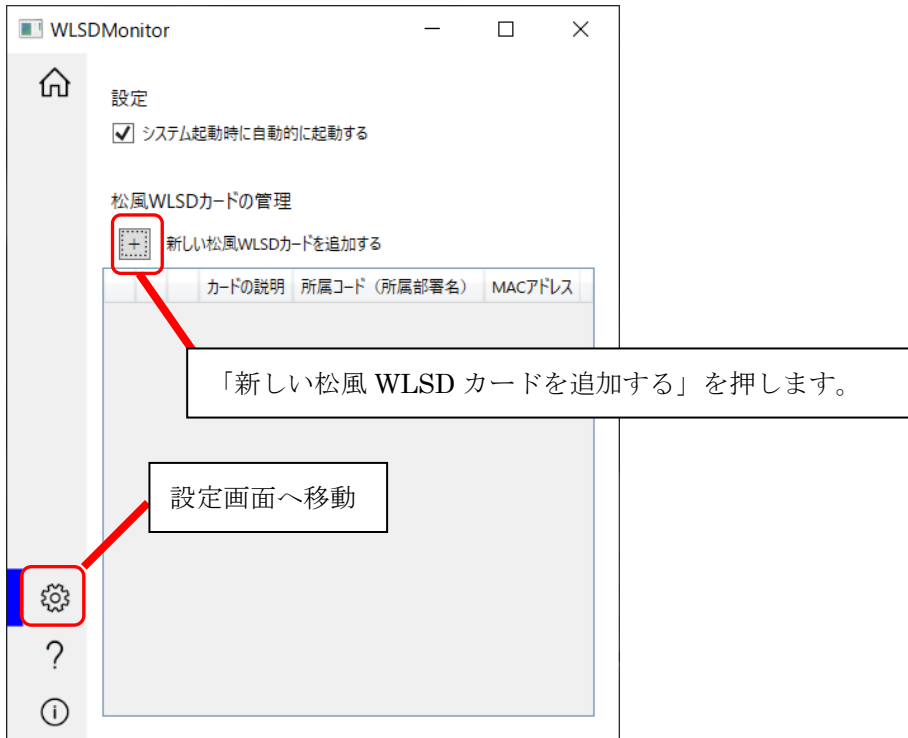 WLSDMonitor
設定
システム起動時に自動的に起動する
松風WLSDカードの管理
+ 新しい松風WLSDカードを追加する
カードの説明 所属コード（所属部署名） MACアドレス
「新しい松風 WLSD カードを追加する」を押します。
設定画面へ移動